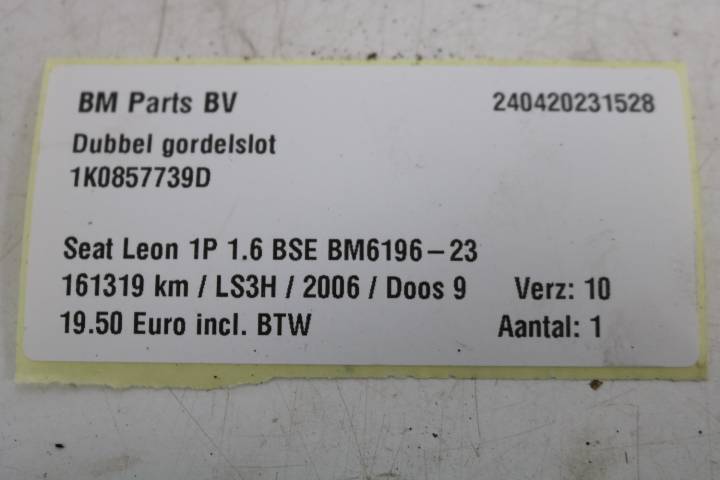 BM Parts BV 240420231528
Dubbel gordelslot
1K0857739D
Seat Leon 1P 1.6 BSE BM6196-23
161319 km / LS3H / 2006 / Doos 9 Verz: 10
19.50 Euro incl. BTW Aantal: 1